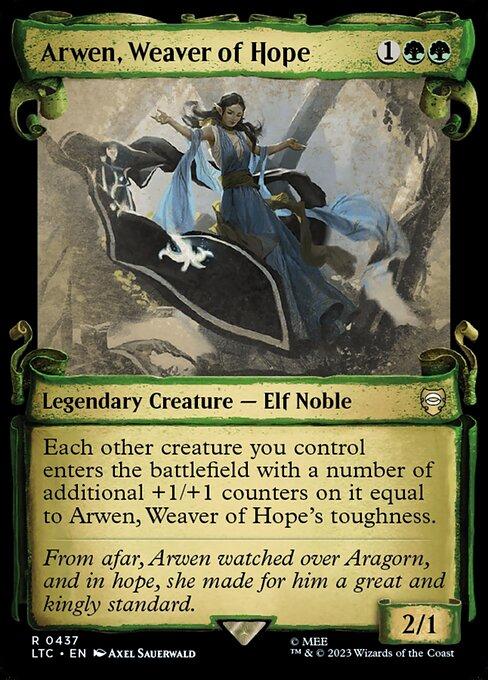 Arwen, Weaver of Hope 1
Legendary Creature — Elf Noble
Each other creature you control
enters the battlefield with a number of
additional +1/+1 counters on it equal
to Arwen, Weaver of Hope's toughness.
From afar, Arwen watched over Aragorn,
and in hope, she made for him a great and
kingly standard.
2/1
R 0437
LTC • EN Axel Sauerwald
© MEE
™ & © 2023 Wizards of the Coast